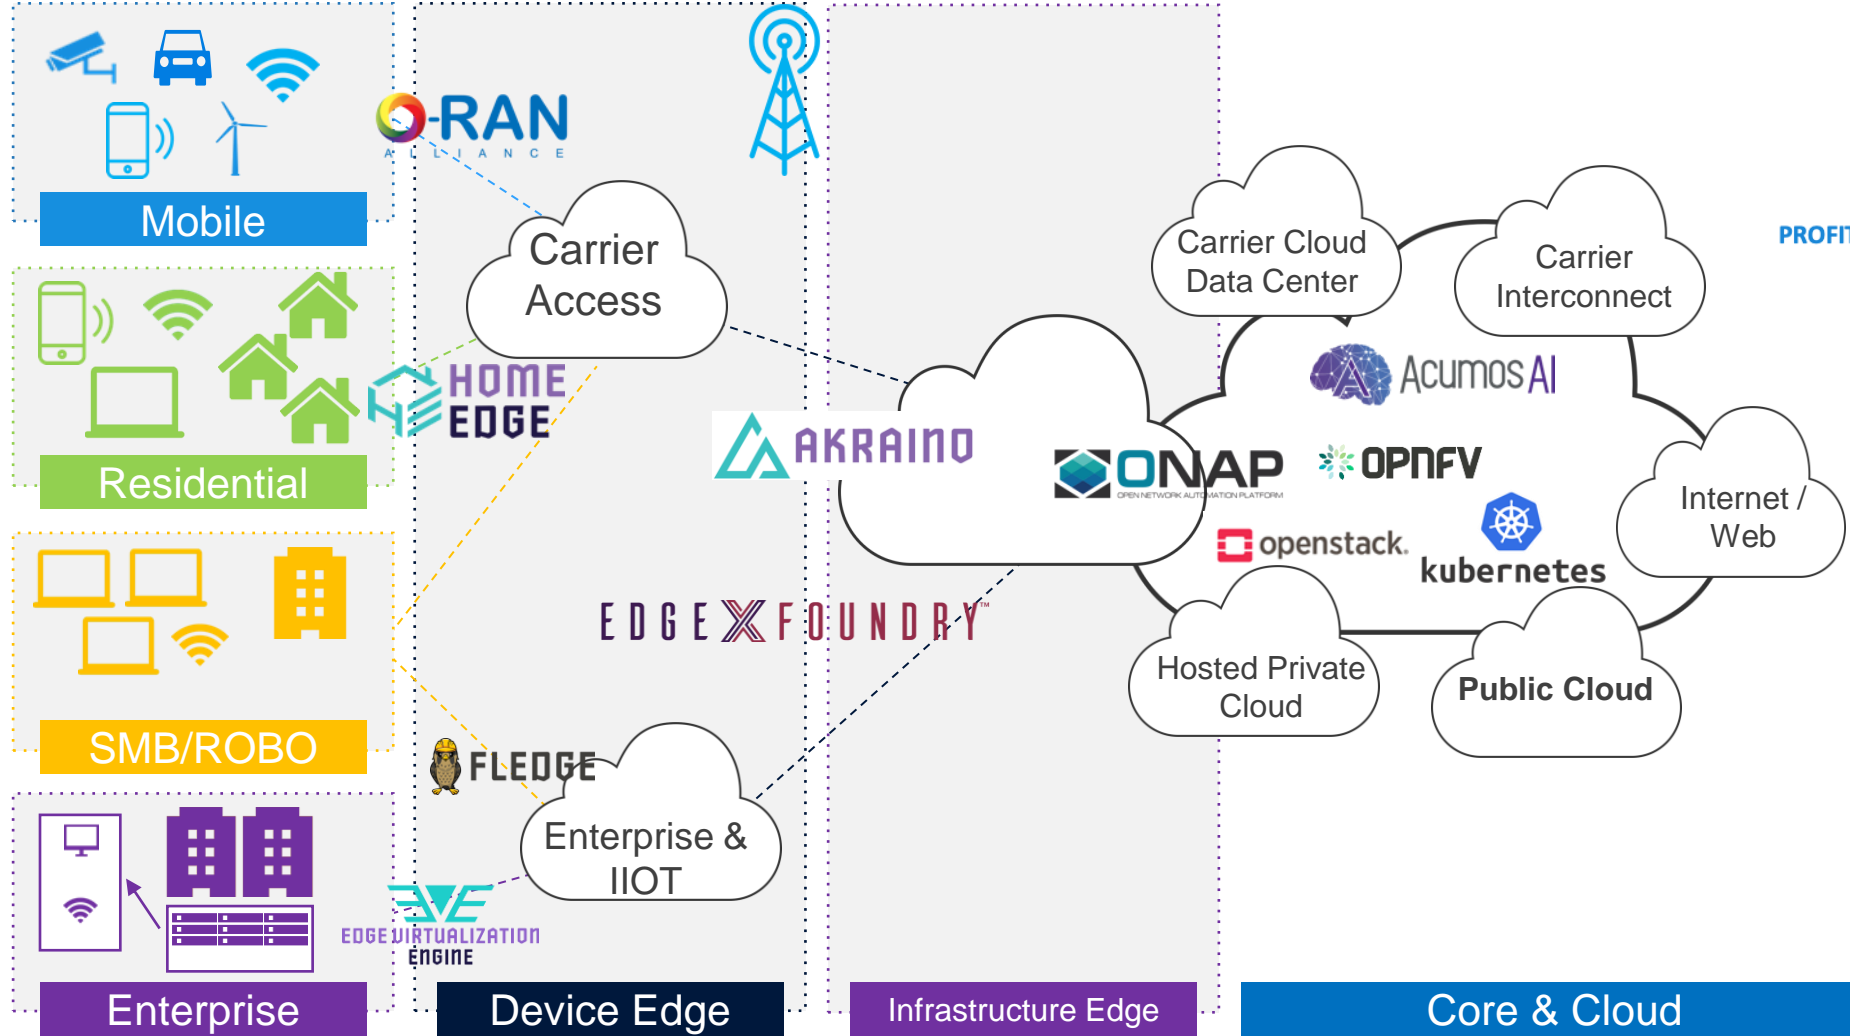 O-RAN
ALLIANCE
Mobile
Carrier
Access
Carrier Cloud
Data Center
Carrier
Interconnect
PROFIT
HOME
EDGE
Residential
AKRAINO
Acumos AI
ONAP
OPEN NETWORK AUTOMATION PLATFORM
OPNFV
openstack.
kubernetes
Internet /
Web
EDGE X FOUNDRY™
SMB/ROBO
FLEDGE
Hosted Private
Cloud
Public Cloud
Enterprise &
IIOT
EDGE VIRTUALIZATION
ENGINE
Enterprise
Device Edge
Infrastructure Edge
Core & Cloud